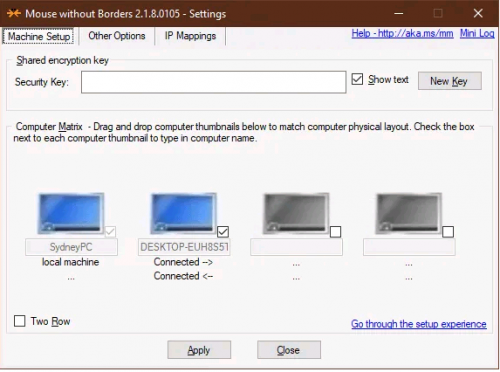 Mouse without Borders 2.1.8.0105 - Settings
Machine Setup Other Options IP Mappings Help - http://aka.ms/mm Mini Log
Shared encryption key
Security Key: Show text New Key
Computer Matrix - Drag and drop computer thumbnails below to match computer physical layout. Check the box
next to each computer thumbnail to type in computer name.
SydneyPC DESKTOP-EUH8S5T
local machine Connected --> ... ...
... Connected <-- ... ...
Two Row Go through the setup experience
Apply Close